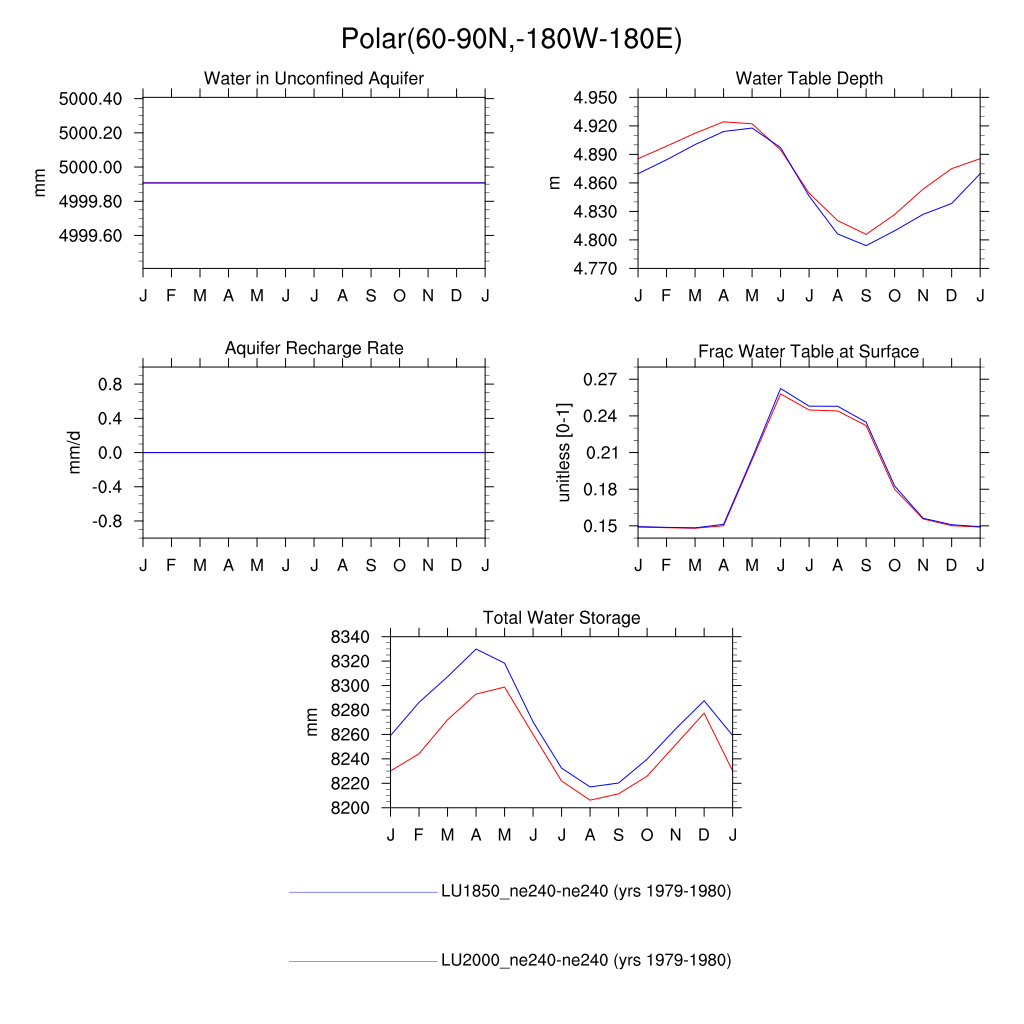 Polar(60-90N,-180W-180E)
Water in Unconfined Aquifer
5000.40
5000.20
5000.00
4999.80
4999.60
mm
J F M A M J J A S O N D J
Water Table Depth
4.950
4.920
4.890
4.860
4.830
4.800
4.770
m
J F M A M J J A S O N D J
Aquifer Recharge Rate
0.8
0.4
0.0
-0.4
-0.8
mm/d
J F M A M J J A S O N D J
Frac Water Table at Surface
0.27
0.24
0.21
0.18
0.15
unitless [0-1]
J F M A M J J A S O N D J
Total Water Storage
8340
8320
8300
8280
8260
8240
8220
8200
mm
J F M A M J J A S O N D J
LU1850_ne240-ne240 (yrs 1979-1980)
LU2000_ne240-ne240 (yrs 1979-1980)